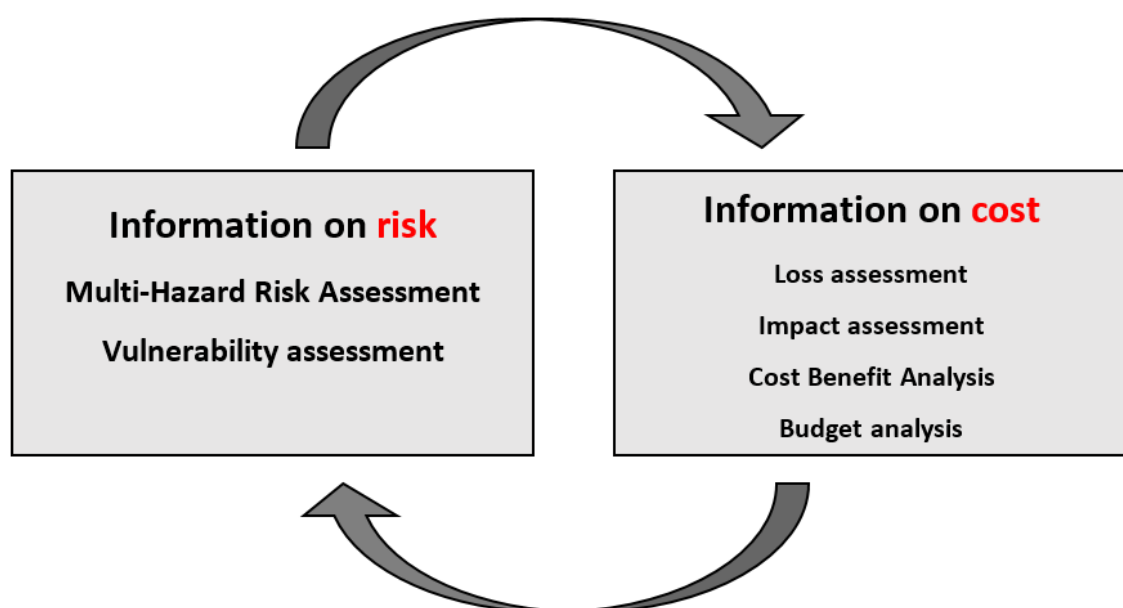 Information on risk
Multi-Hazard Risk Assessment
Vulnerability assessment
Information on cost
Loss assessment
Impact assessment
Cost Benefit Analysis
Budget analysis